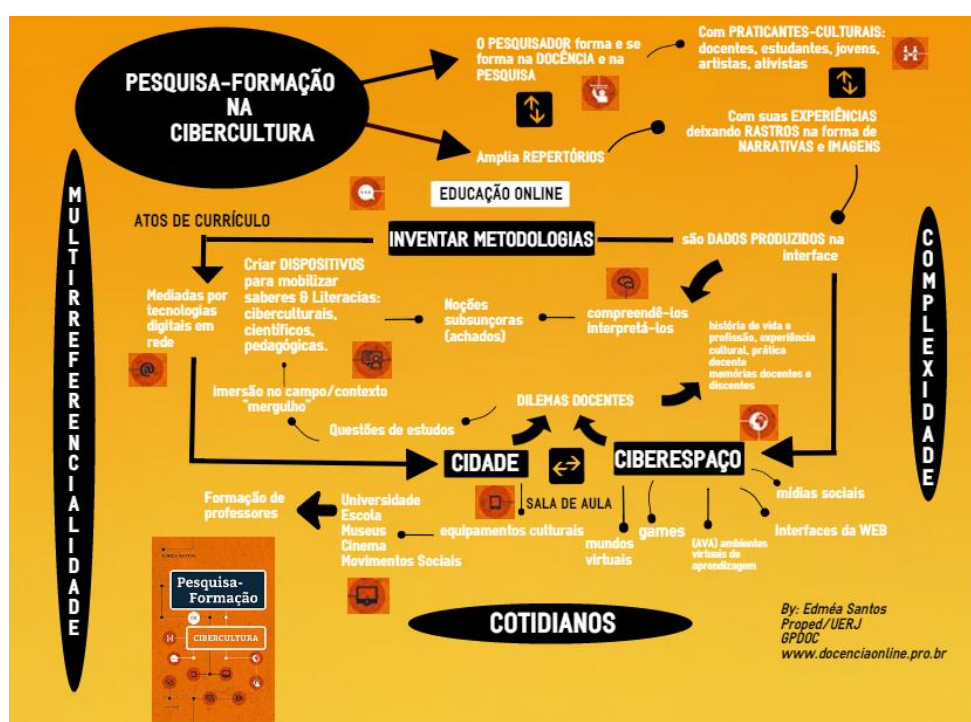 PESQUISA-FORMAÇÃO
NA
CIBERCULTURA
O PESQUISADOR forma e se
forma na DOCÊNCIA e na
PESQUISA
Com PRATICANTES-CULTURAIS:
docentes, estudantes, jovens,
artistas, ativistas
Amplia REPERTÓRIOS
Com suas EXPERIÊNCIAS
deixando RASTROS na forma de
NARRATIVAS e IMAGENS
MULTIRREFERENCIALIDADE
COMPLEXIDADE
EDUCAÇÃO ONLINE
ATOS DE CURRÍCULO
INVENTAR METODOLOGIAS
são DADOS PRODUZIDOS na
interface
Mediadas por
tecnologias
digitais em
rede
Criar DISPOSITIVOS
para mobilizar
saberes & Literacias:
ciberculturais,
científicos,
pedagógicas.
Noções
subsunçoras
(achados)
compreendê-los
interpretá-los
história de vida e
profissão, experiência
cultural, prática
docente
memórias docentes e
discentes
imersão no campo/contexto
"mergulho"
DILEMAS DOCENTES
Questões de estudos
CIDADE
CIBERESPAÇO
SALA DE AULA
mídias sociais
Formação de
professores
Universidade
Escola
Museus
Cinema
Movimentos Sociais
equipamentos culturais
mundos
virtuais
games
(AVA) ambientes
virtuais de
aprendizagem
Interfaces da WEB
Pesquisa-
Formação
CIBERCULTURA
COTIDIANOS
By: Edméa Santos
Proped/UERJ
GPDOC
www.docenciaonline.pro.br